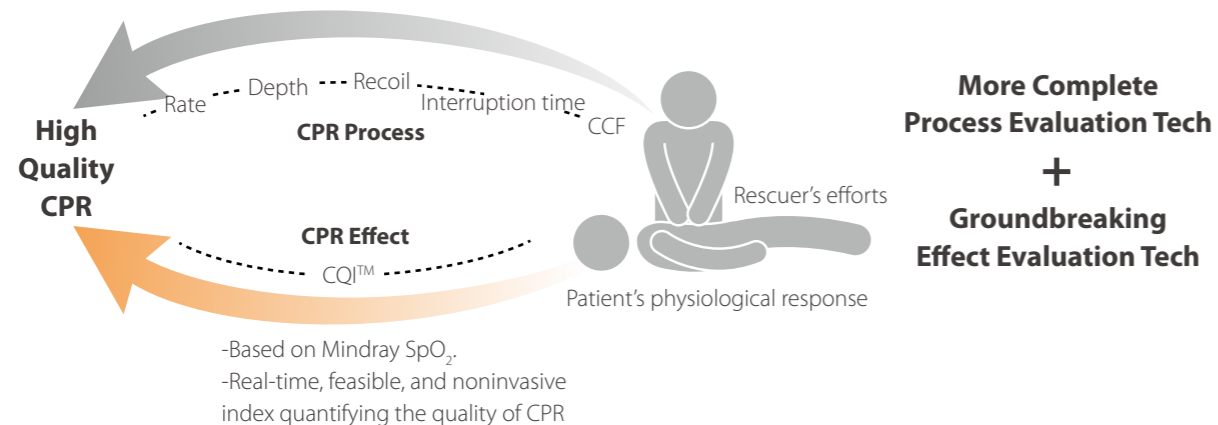 Rate
Depth
Recoil
Interruption time
CCF
CPR Process
High
Quality
CPR
CPR Effect
CQI™
Rescuer's efforts
Patient's physiological response
-Based on Mindray SpO₂.
-Real-time, feasible, and noninvasive
index quantifying the quality of CPR
More Complete
Process Evaluation Tech
+
Groundbreaking
Effect Evaluation Tech